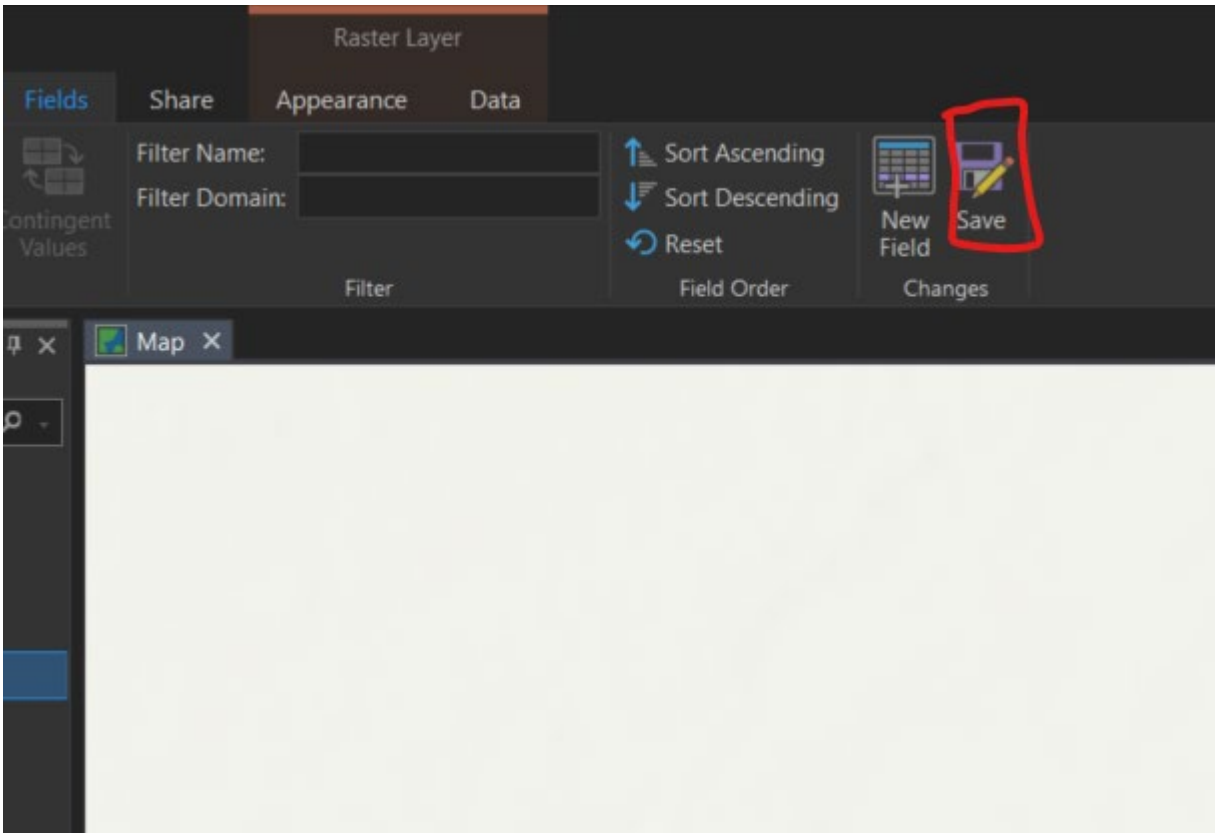 Raster Layer
Fields
Share
Appearance
Data
Contingent
Values
Filter Name:
Filter Domain:
Filter
Sort Ascending
Sort Descending
Reset
Field Order
New
Field
Save
Changes
Map